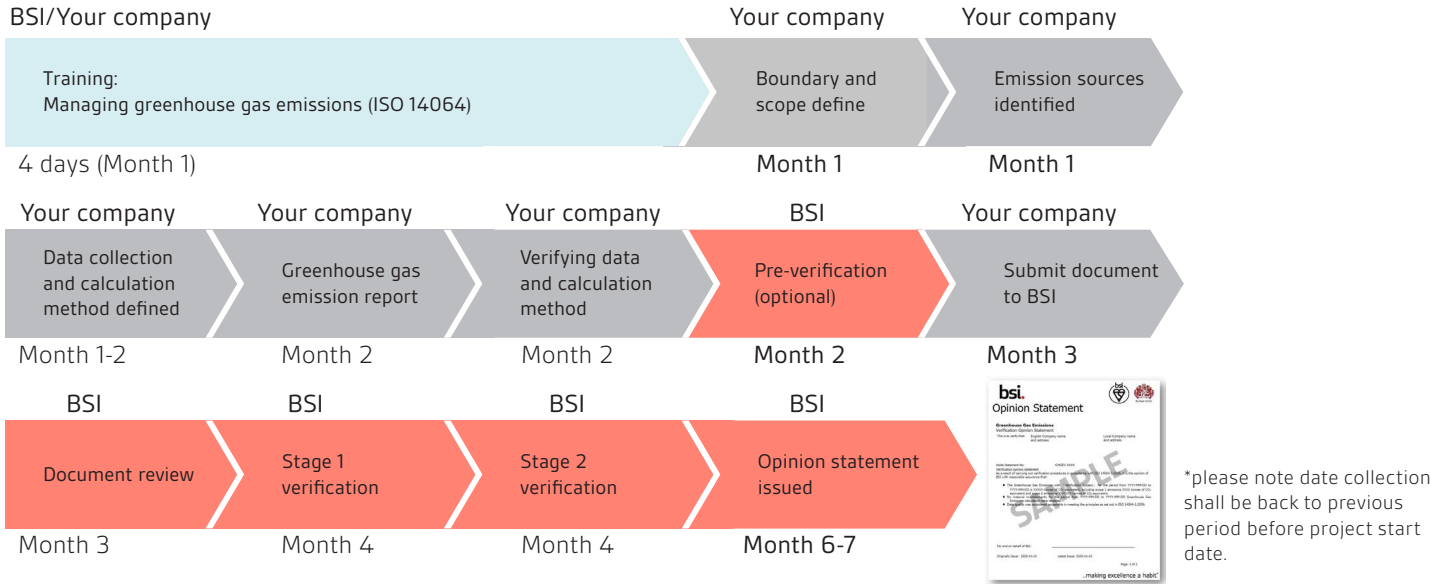 BSI/Your company
Your company
Your company
Training:
Managing greenhouse gas emissions (ISO 14064)
Boundary and
scope define
Emission sources
identified
4 days (Month 1)
Month 1
Month 1
Your company
Your company
Your company
BSI
Your company
Data collection
and calculation
method defined
Greenhouse gas
emission report
Verifying data
and calculation
method
Pre-verification
(optional)
Submit document
to BSI
Month 1-2
Month 2
Month 2
Month 2
Month 3
BSI
BSI
BSI
BSI
Document review
Stage 1
verification
Stage 2
verification
Opinion statement
issued
Month 3
Month 4
Month 4
Month 6-7
bsi.
Opinion Statement
Greenhouse Gas Emissions
Verification Opinion Statement
SAMPLE
...making excellence a habit
*please note date collection
shall be back to previous
period before project start
date.